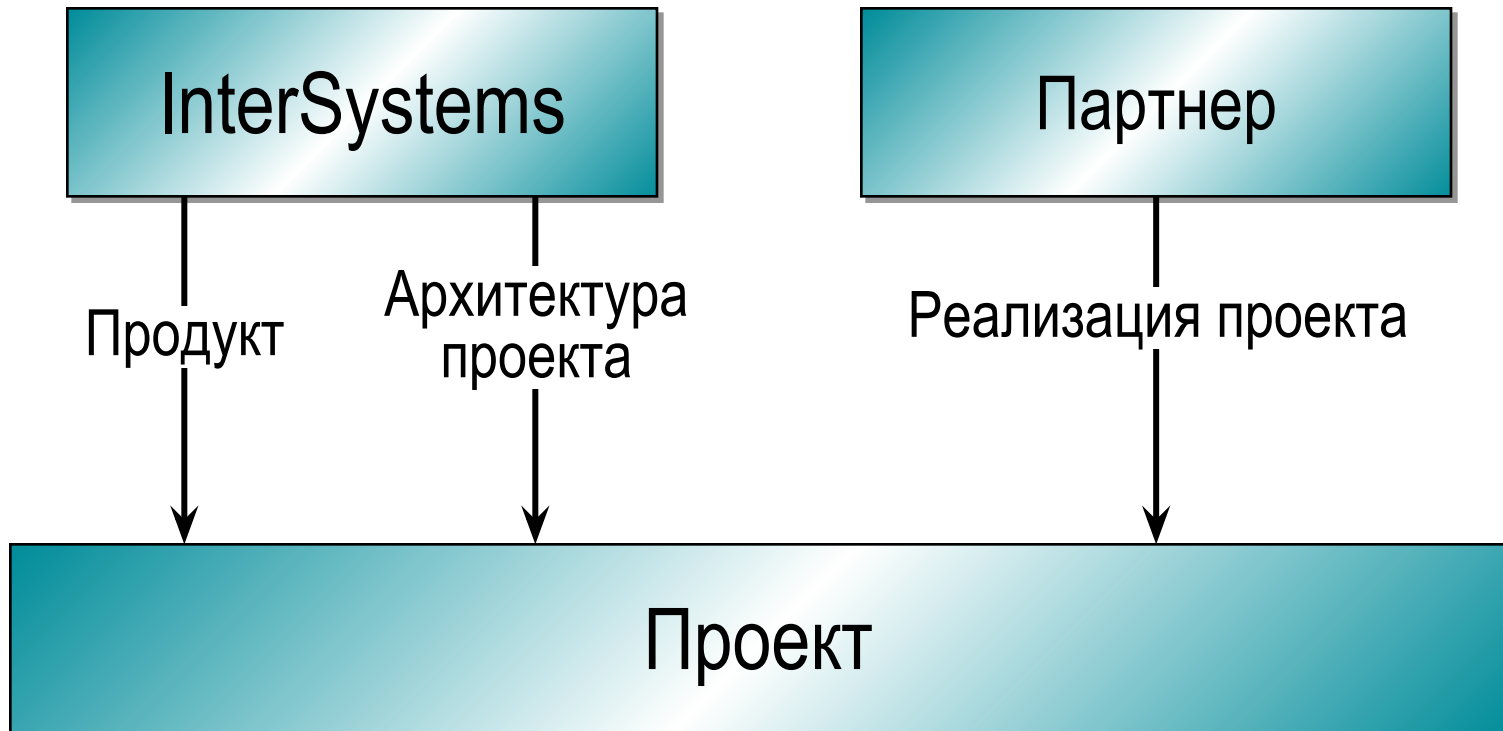 InterSystems
Партнер
Продукт
Архитектура
проекта
Реализация проекта
Проект